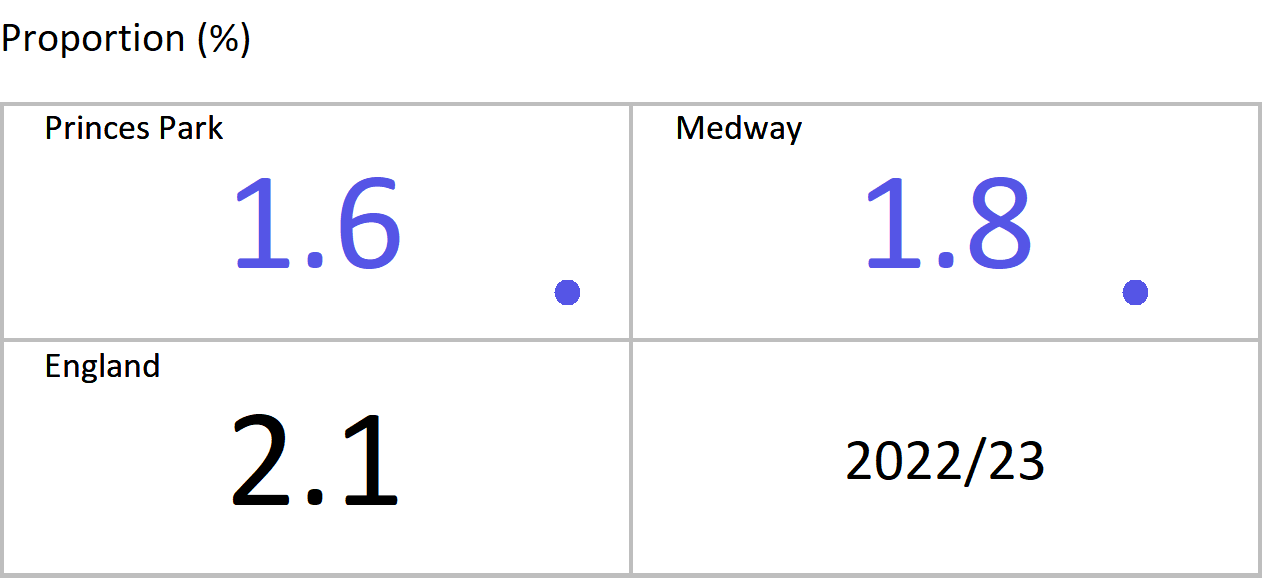 Proportion (%)
Princes Park
Medway
1.6
1.8
England
2.1
2022/23